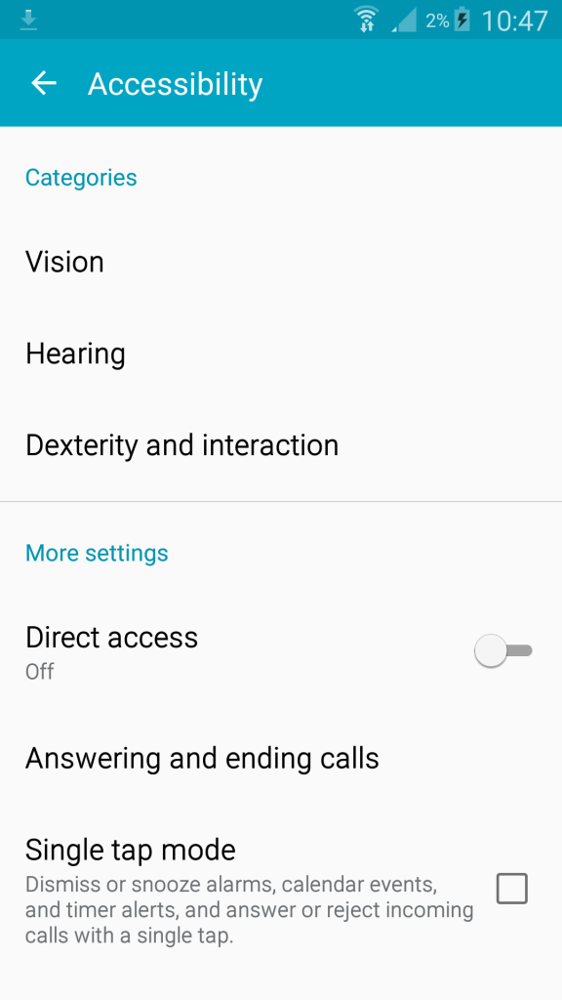 2% 10:47
Accessibility
Categories
Vision
Hearing
Dexterity and interaction
More settings
Direct access
Off
Answering and ending calls
Single tap mode
Dismiss or snooze alarms, calendar events,
and timer alerts, and answer or reject incoming
calls with a single tap.